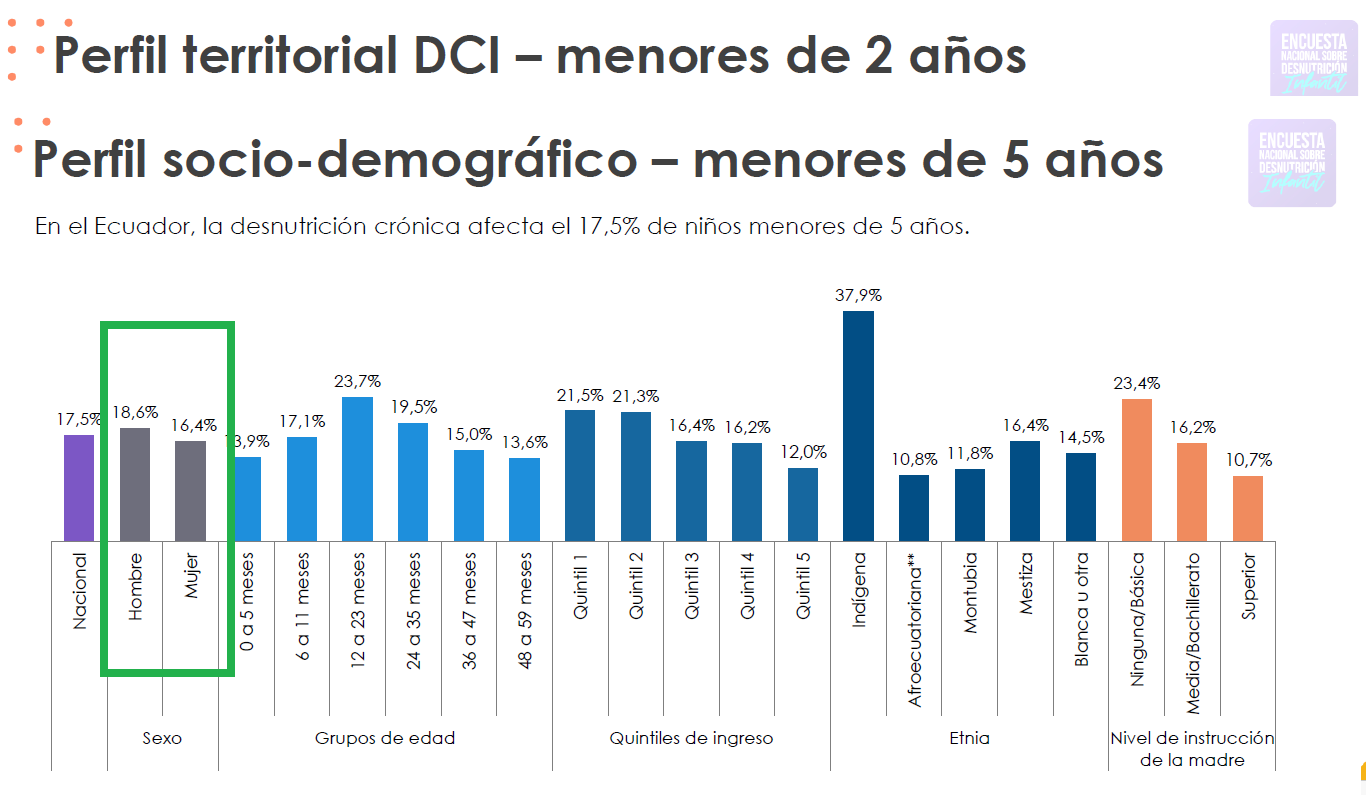 Perfil territorial DCI – menores de 2 años
ENCUESTA
NACIONAL SOBRE
DESNUTRICIÓN
Infantil
Perfil socio-demográfico – menores de 5 años
ENCUESTA
NACIONAL SOBRE
DESNUTRICIÓN
Infantil
En el Ecuador, la desnutrición crónica afecta el 17,5% de niños menores de 5 años.
17,5%
18,6%
16,4%
3,9%
17,1%
23,7%
19,5%
15,0%
13,6%
21,5%
21,3%
16,4%
16,2%
12,0%
37,9%
10,8%
11,8%
16,4%
14,5%
23,4%
16,2%
10,7%
Nacional
Hombre
Mujer
0 a 5 meses
6 a 11 meses
12 a 23 meses
24 a 35 meses
36 a 47 meses
48 a 59 meses
Quintil 1
Quintil 2
Quintil 3
Quintil 4
Quintil 5
Indígena
Afroecuatoriana**
Montubia
Mestiza
Blanca u otra
Ninguna/Básica
Media/Bachillerato
Superior
Sexo
Grupos de edad
Quintiles de ingreso
Etnia
Nivel de instrucción
de la madre